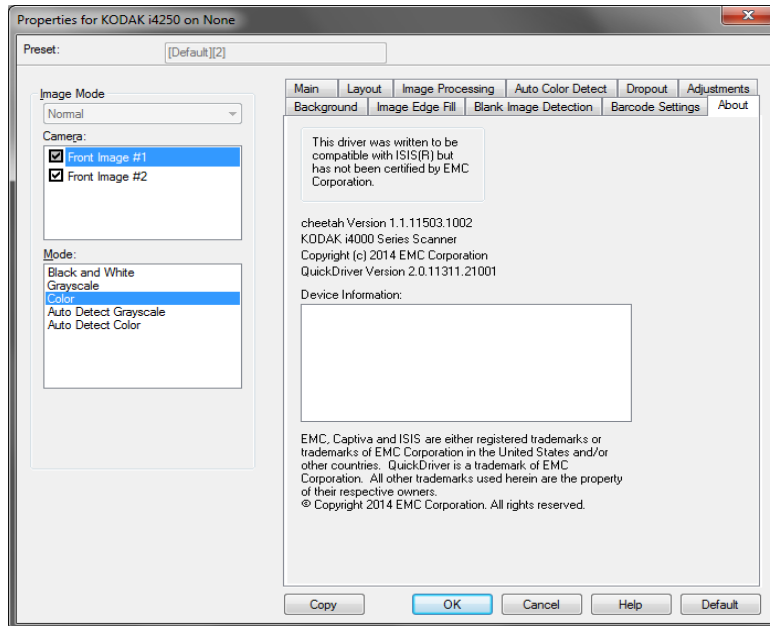 Properties for KODAK i4250 on None
Preset:
[Default][2]
Image Mode
Normal
Camera:
Front Image #1
Front Image #2
Mode:
Black and White
Grayscale
Color
Auto Detect Grayscale
Auto Detect Color
Main
Layout
Image Processing
Auto Color Detect
Dropout
Adjustments
Background
Image Edge Fill
Blank Image Detection
Barcode Settings
About
This driver was written to be
compatible with ISIS(R) but
has not been certified by EMC
Corporation.
cheetah Version 1.1.11503.1002
KODAK i4000 Series Scanner
Copyright (c) 2014 EMC Corporation
QuickDriver Version 2.0.11311.21001
Device Information:
EMC, Captiva and ISIS are either registered trademarks or
trademarks of EMC Corporation in the United States and/or
other countries.  QuickDriver is a trademark of EMC
Corporation.  All other trademarks used herein are the property
of their respective owners.
© Copyright 2014 EMC Corporation. All rights reserved.
Copy
OK
Cancel
Help
Default